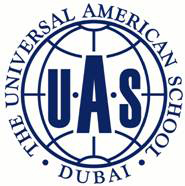 THE UNIVERSAL AMERICAN SCHOOL · DUBAI ·
U·A·S